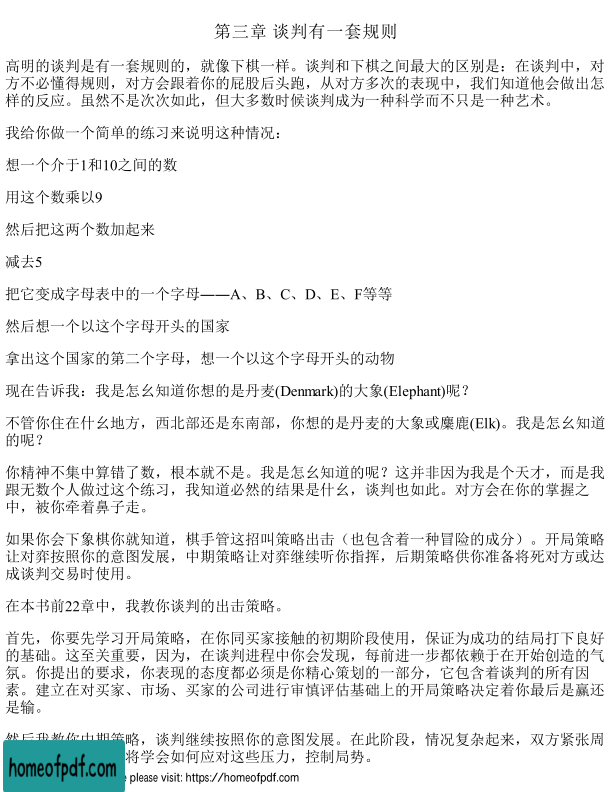 第三章 谈判有一套规则
高明的谈判是有一套规则的，就像下棋一样。谈判和下棋之间最大的区别是：在谈判中，对
方不必懂得规则，对方会跟着你的屁股后头跑，从对方多次的表现中，我们知道他会做出怎
样的反应。虽然不是次次如此，但大多数时候谈判成为一种科学而不只是一种艺术。
我给你做一个简单的练习来说明这种情况：
想一个介于1和10之间的数
用这个数乘以9
然后把这两个数加起来
减去5
把它变成字母表中的一个字母——A、B、C、D、E、F等等
然后想一个以这个字母开头的国家
拿出这个国家的第二个字母，想一个以这个字母开头的动物
现在告诉我：我是怎么知道你想的是丹麦(Denmark)的大象(Elephant)呢？
不管你住在什么地方，西北部还是东南部，你想的是丹麦的大象或麋鹿(Elk)。我是怎么知道
的呢？
你精神不集中算错了数，根本就不是。我是怎么知道的呢？这并非因为我是个天才，而是我
跟无数个人做过这个练习，我知道必然的结果是什么，谈判也如此。对方会在你的掌握之
中，被你牵着鼻子走。
如果你会下象棋你就知道，棋手管这招叫策略出击（也包含着一种冒险的成分）。开局策略
让对弈按照你的意图发展，中期策略让对弈继续听你指挥，后期策略供你准备将死对方或达
成谈判交易时使用。
在本书前22章中，我教你谈判的出击策略。
首先，你要先学习开局策略，在你同买家接触的初期阶段使用，保证为成功的结局打下良好
的基础。这至关重要，因为，在谈判进程中你会发现，每前进一步都依赖于在开始创造的气
氛。你提出的要求，你表现的态度都必须是你精心策划的一部分，它包含着谈判的所有因
素。建立在对买家、市场、买家的公司进行审慎评估基础上的开局策略决定着你最后是赢还
是输。
然后我教你中期策略，谈判继续按照你的意图发展。在此阶段，情况复杂起来，双方紧张周
将学会如何应对这些压力，控制局势。
homeofpdf.com
please visit: https://homeofpdf.com